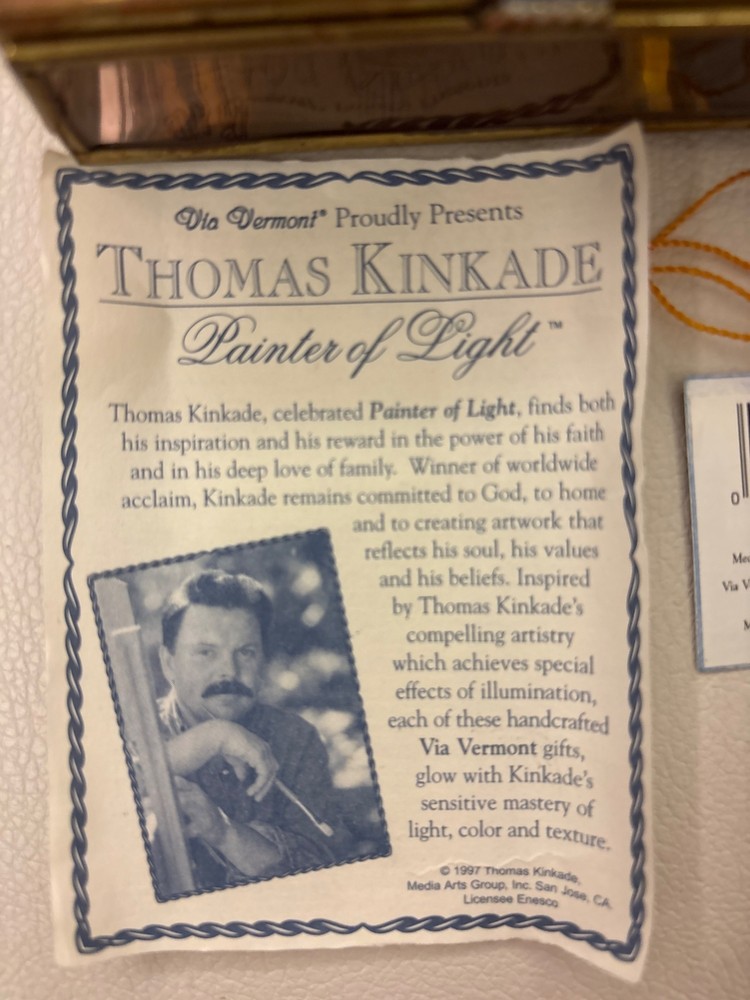 Via Vermont® Proudly Presents
THOMAS KINKADE
Painter of Light™
Thomas Kinkade, celebrated Painter of Light, finds both
his inspiration and his reward in the power of his faith
and in his deep love of family. Winner of worldwide
acclaim, Kinkade remains committed to God, to home
and to creating artwork that
reflects his soul, his values
and his beliefs. Inspired
by Thomas Kinkade's
compelling artistry
which achieves special
effects of illumination,
each of these handcrafted
Via Vermont gifts,
glow with Kinkade's
sensitive mastery of
light, color and texture.
© 1997 Thomas Kinkade,
Media Arts Group, Inc. San Jose, CA
Licensee Enesco
0
Via V